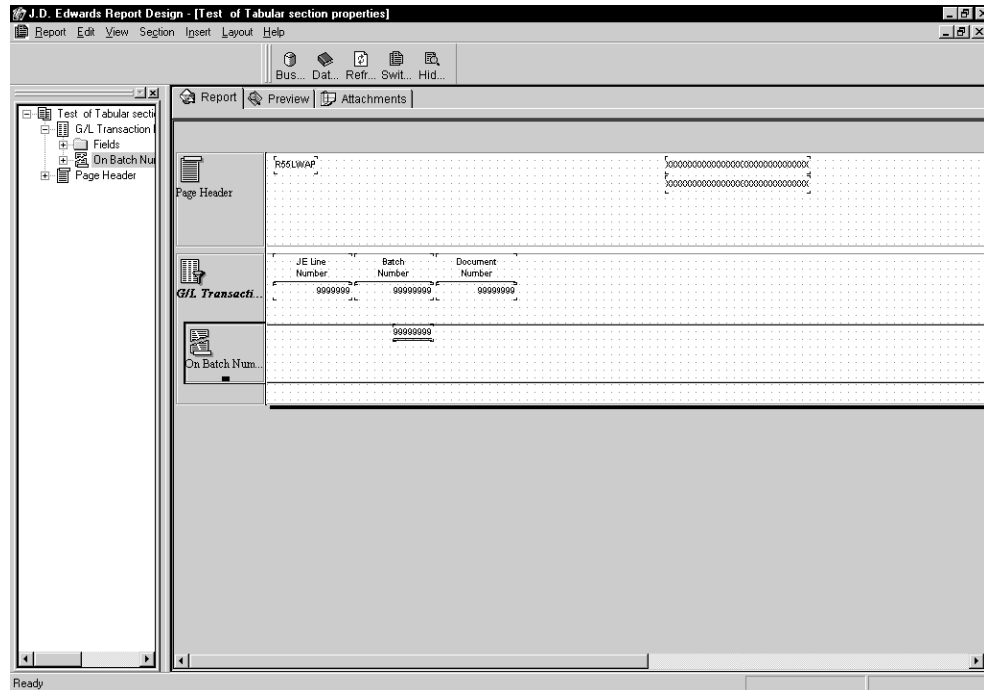 J.D. Edwards Report Design - [Test of Tabular section properties]
Report Edit View Section Insert Layout Help
Bus... Dat... Refr... Swit... Hid...
Report Preview Attachments
Test of Tabular secti
G/L Transaction
Fields
On Batch Nu
Page Header
Page Header
R55LWAP
G/L Transacti...
JE Line Number
Batch Number
Document Number
9999999 99999999 99999999
On Batch Num...
99999999
Ready